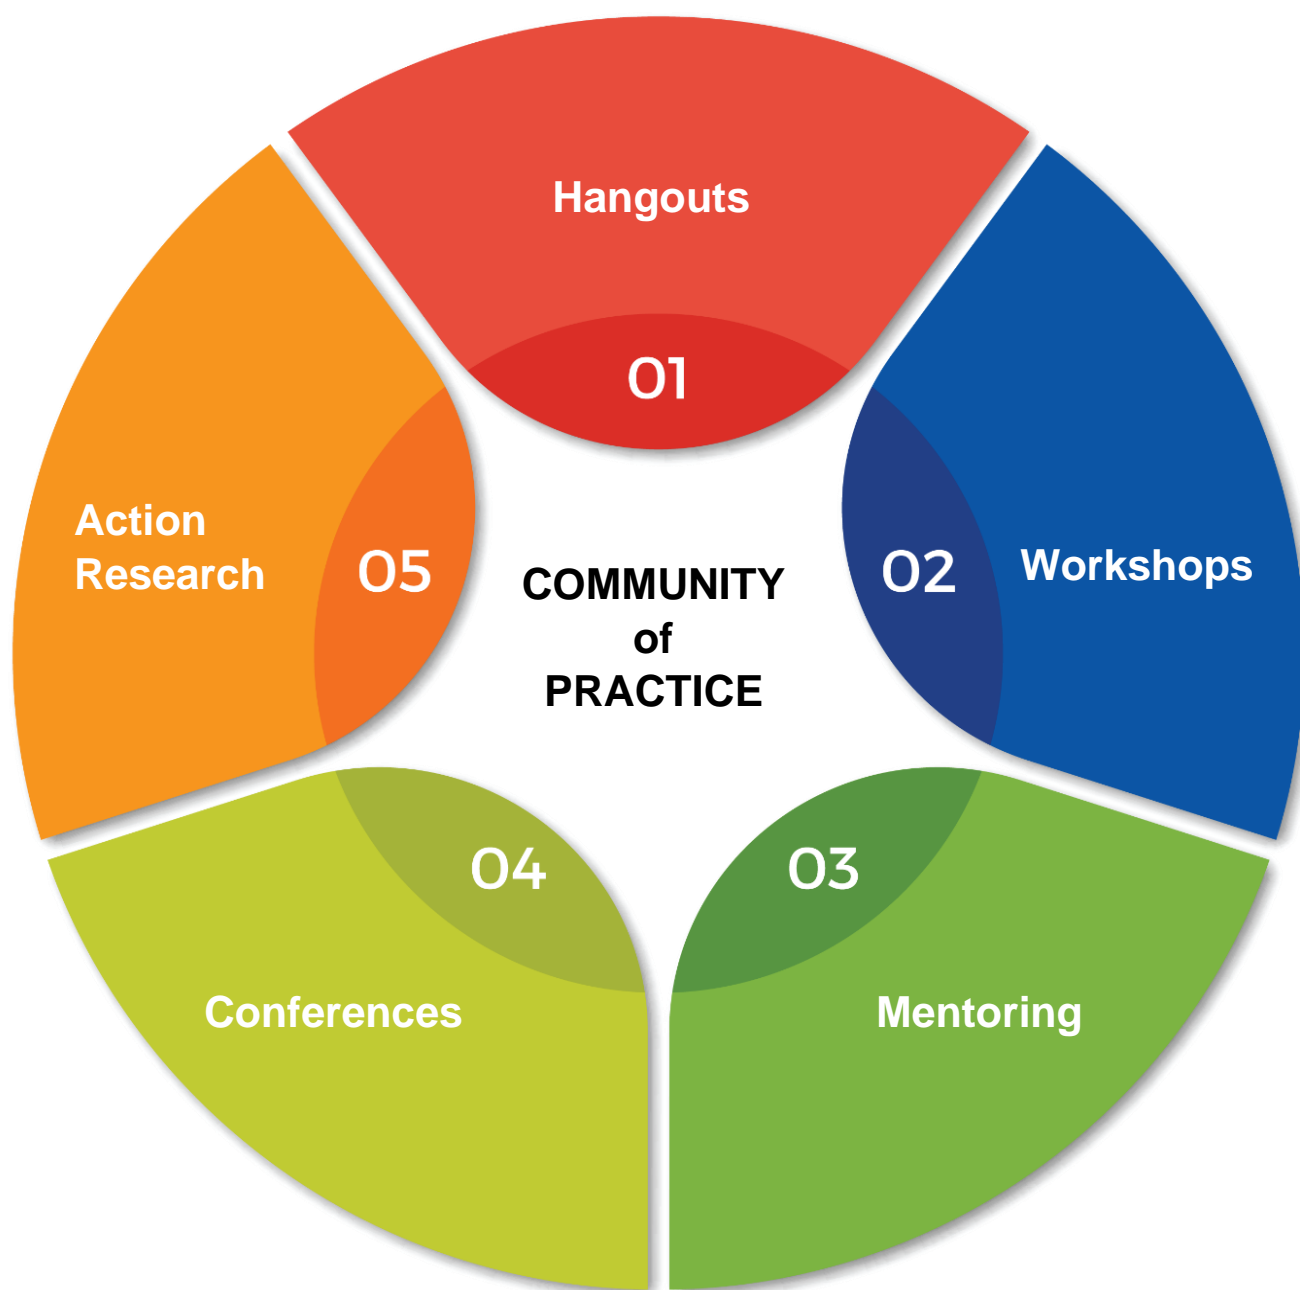 Hangouts
01
02
Workshops
03
Mentoring
04
Conferences
05
Action
Research
COMMUNITY
of
PRACTICE